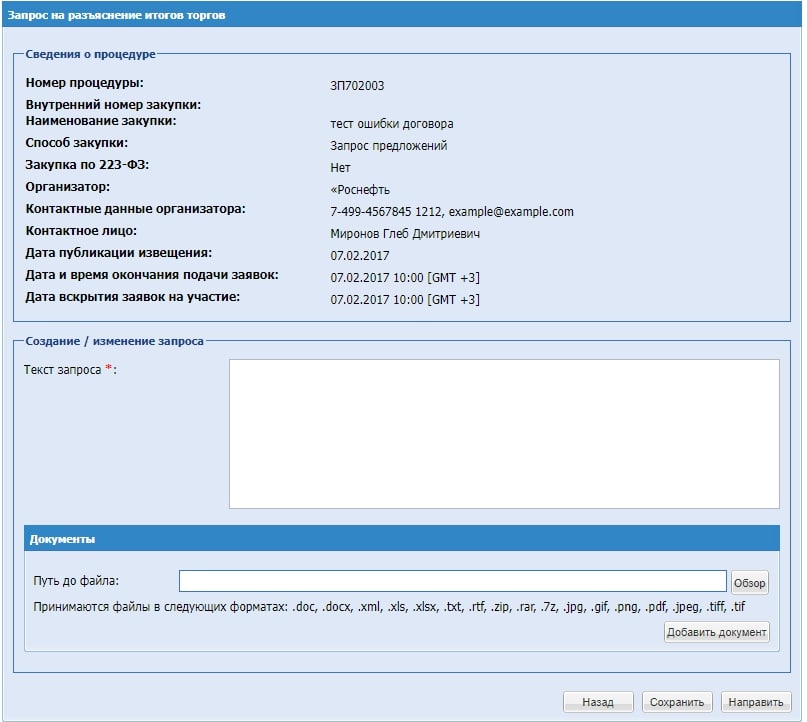 Запрос на разъяснение итогов торгов
Сведения о процедуре
Номер процедуры: ЗП702003
Внутренний номер закупки:
Наименование закупки: тест ошибки договора
Способ закупки: Запрос предложений
Закупка по 223-ФЗ: Нет
Организатор: «Роснефть
Контактные данные организатора: 7-499-4567845 1212, example@example.com
Контактное лицо: Миронов Глеб Дмитриевич
Дата публикации извещения: 07.02.2017
Дата и время окончания подачи заявок: 07.02.2017 10:00 [GMT +3]
Дата вскрытия заявок на участие: 07.02.2017 10:00 [GMT +3]
Создание / изменение запроса
Текст запроса *:
Документы
Путь до файла: Обзор
Принимаются файлы в следующих форматах: .doc, .docx, .xml, .xls, .xlsx, .txt, .rtf, .zip, .rar, .7z, .jpg, .gif, .png, .pdf, .jpeg, .tiff, .tif
Добавить документ
Назад Сохранить Направить